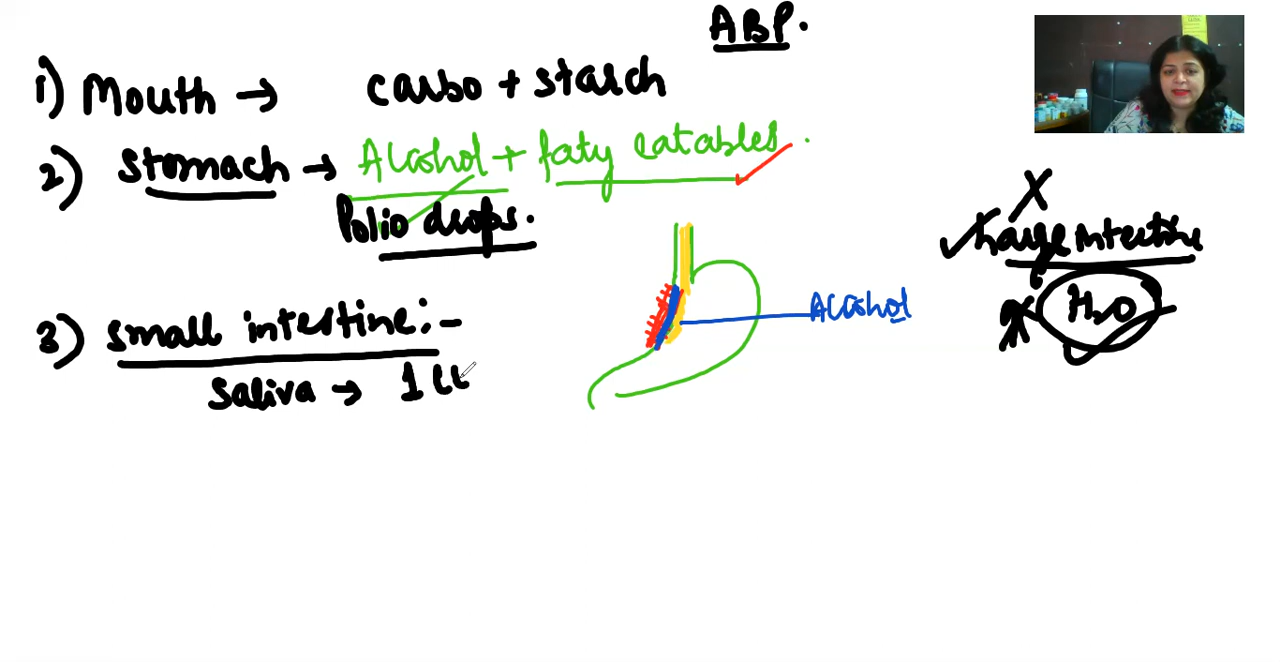 ABP.
1) Mouth → carbo + starch
2) Stomach → Alcohol + faty eatables.
Polio drops.
Large Intestine
H2O
Alcohol
3) Small intestine:-
Saliva → 1